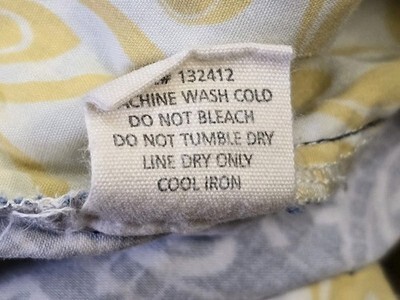 # 132412
ACHINE WASH COLD
DO NOT BLEACH
DO NOT TUMBLE DRY
LINE DRY ONLY
COOL IRON